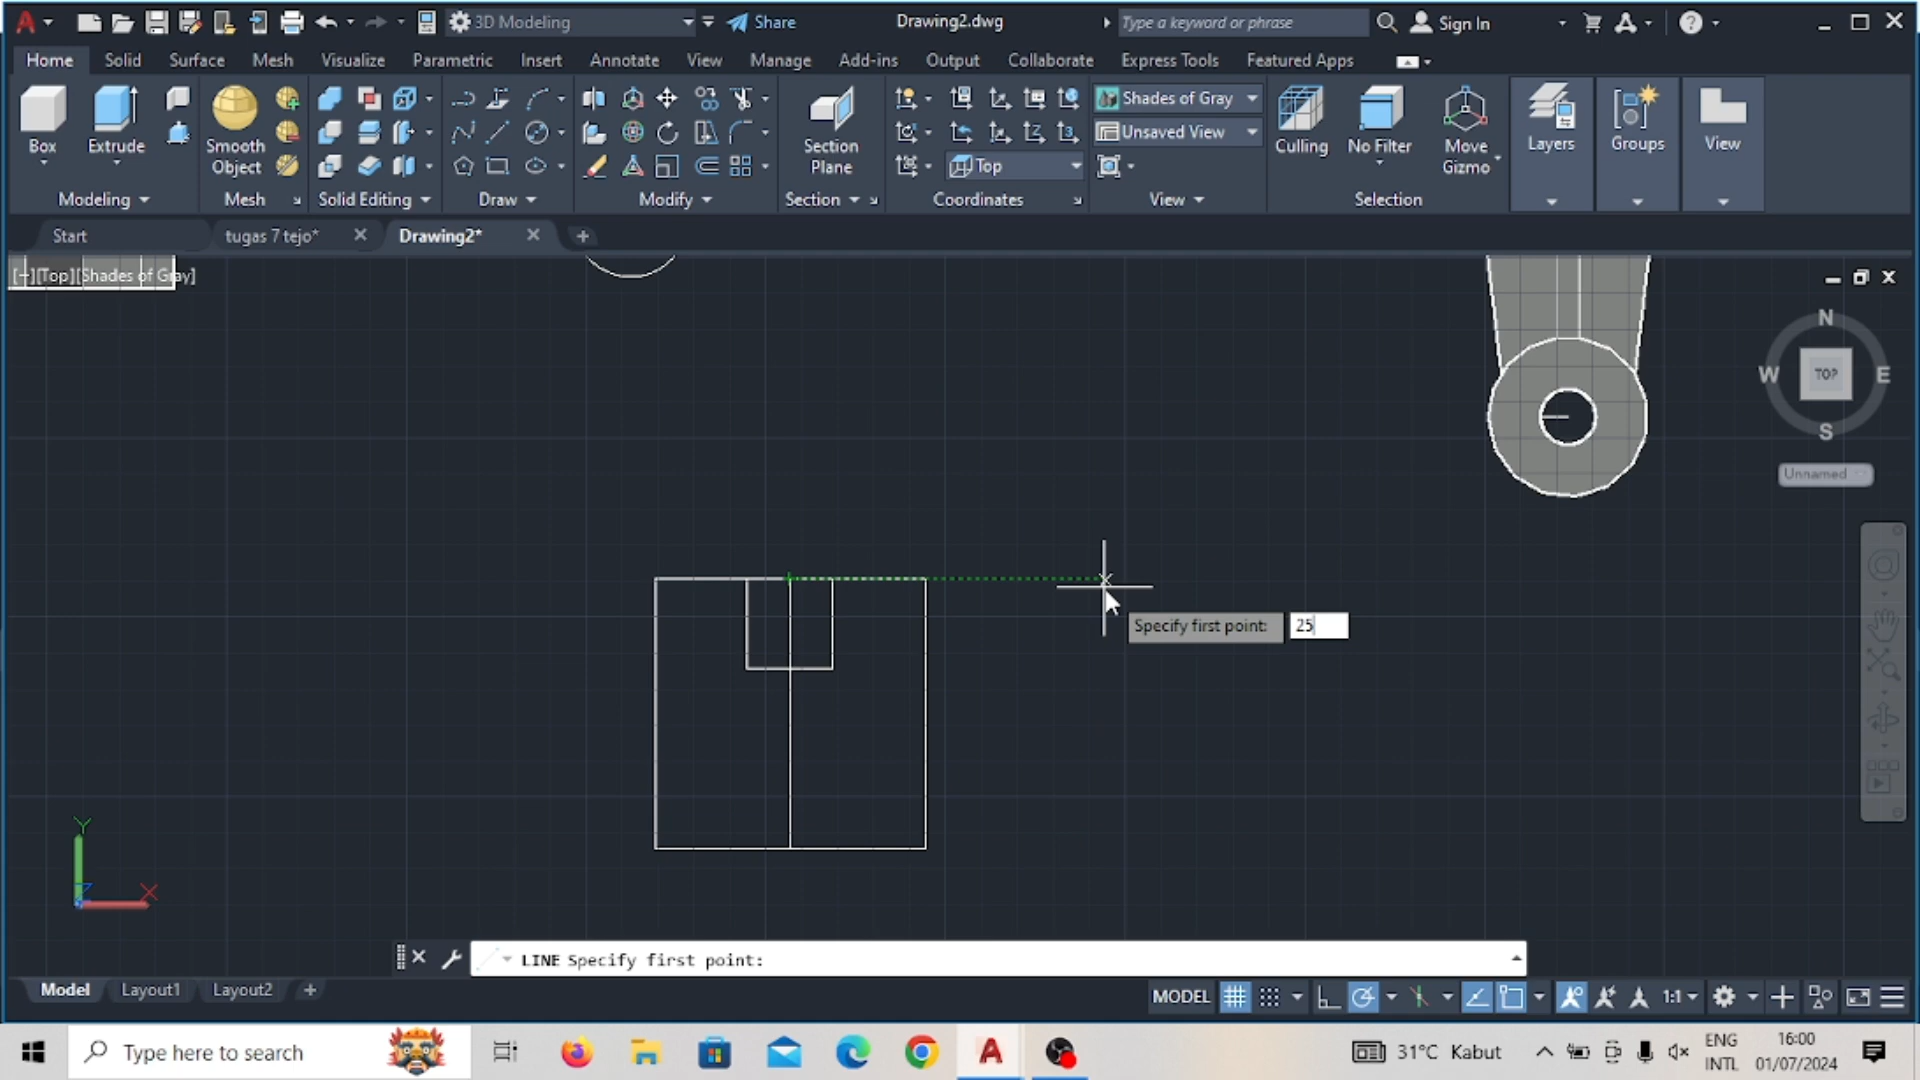 3D Modeling
Share
Drawing2.dwg
Type a keyword or phrase
Sign In
Home Solid Surface Mesh Visualize Parametric Insert Annotate View Manage Add-ins Output Collaborate Express Tools Featured Apps
Box
Extrude
Smooth
Object
Section
Plane
Shades of Gray
Unsaved View
Top
Culling
No Filter
Move
Gizmo
Layers
Groups
View
Modeling
Mesh
Solid Editing
Draw
Modify
Section
Coordinates
View
Selection
Start
tugas 7 tejo*
Drawing2*
[-][Top][Shades of Gray]
N
W
TOP
E
S
Unnamed
Specify first point: 25
Y
X
Z
LINE Specify first point:
Model Layout1 Layout2
MODEL
1:1
Type here to search
31°C Kabut
ENG
INTL
16:00
01/07/2024